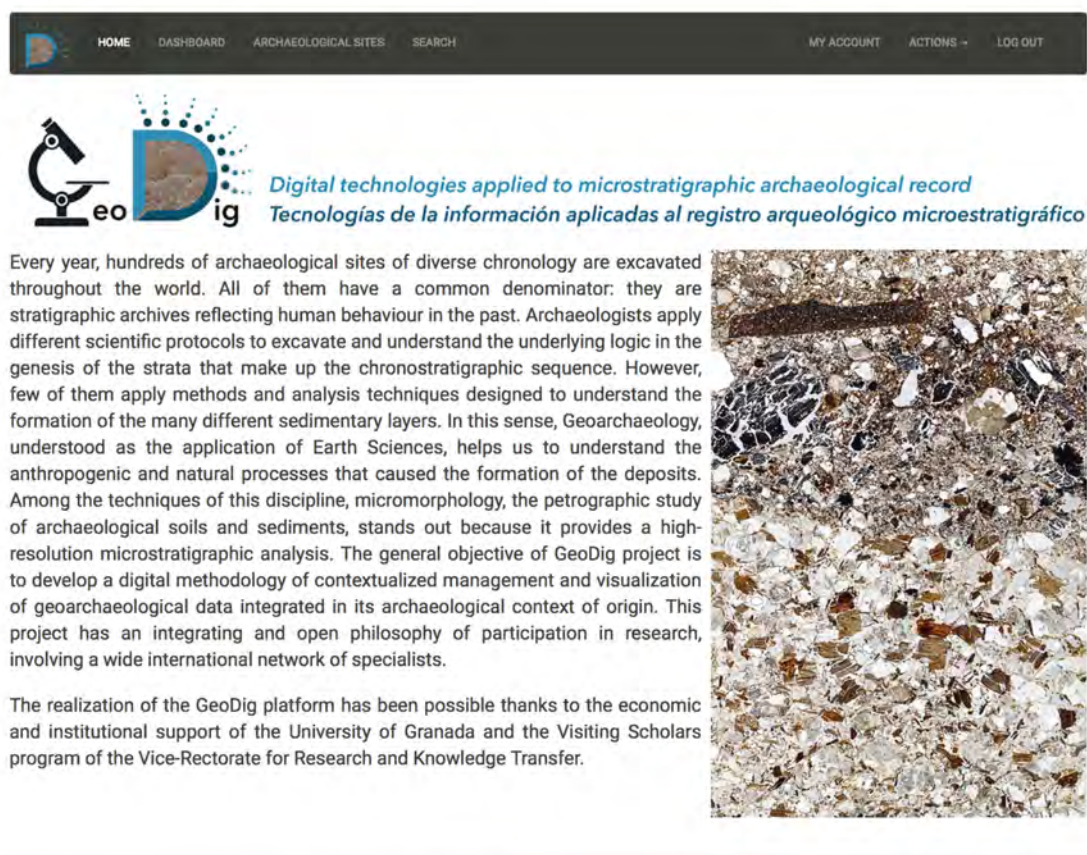 HOME DASHBOARD ARCHAEOLOGICAL SITES SEARCH MY ACCOUNT ACTIONS LOG OUT
eo Dig
Digital technologies applied to microstratigraphic archaeological record
Tecnologías de la información aplicadas al registro arqueológico microestratigráfico
Every year, hundreds of archaeological sites of diverse chronology are excavated
throughout the world. All of them have a common denominator: they are
stratigraphic archives reflecting human behaviour in the past. Archaeologists apply
different scientific protocols to excavate and understand the underlying logic in the
genesis of the strata that make up the chronostratigraphic sequence. However,
few of them apply methods and analysis techniques designed to understand the
formation of the many different sedimentary layers. In this sense, Geoarchaeology,
understood as the application of Earth Sciences, helps us to understand the
anthropogenic and natural processes that caused the formation of the deposits.
Among the techniques of this discipline, micromorphology, the petrographic study
of archaeological soils and sediments, stands out because it provides a high-
resolution microstratigraphic analysis. The general objective of GeoDig project is
to develop a digital methodology of contextualized management and visualization
of geoarchaeological data integrated in its archaeological context of origin. This
project has an integrating and open philosophy of participation in research,
involving a wide international network of specialists.
The realization of the GeoDig platform has been possible thanks to the economic
and institutional support of the University of Granada and the Visiting Scholars
program of the Vice-Rectorate for Research and Knowledge Transfer.